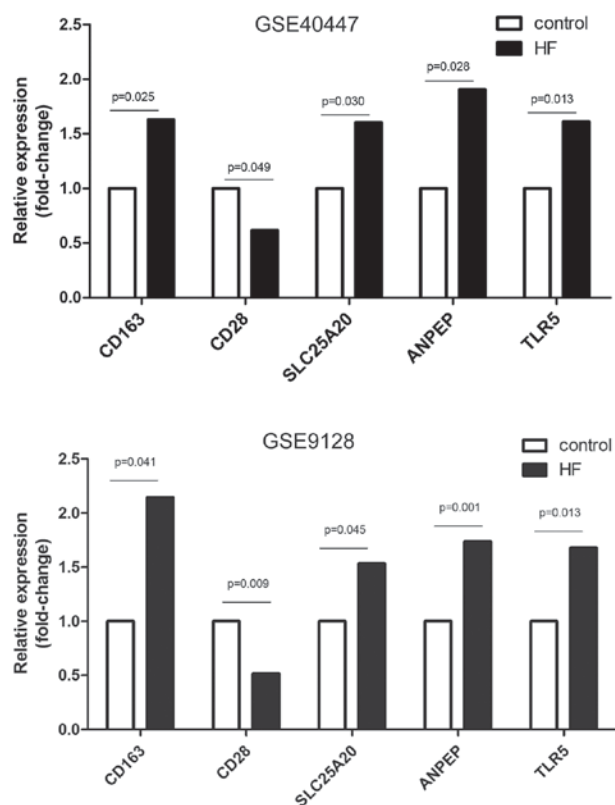 GSE40447
control
HF
Relative expression
(fold-change)
2.5
2.0
1.5
1.0
0.5
0.0
p=0.025
p=0.049
p=0.030
p=0.028
p=0.013
CD163
CD28
SLC25A20
ANPEP
TLR5
GSE9128
control
HF
Relative expression
(fold-change)
2.5
2.0
1.5
1.0
0.5
0.0
p=0.041
p=0.009
p=0.045
p=0.001
p=0.013
CD163
CD28
SLC25A20
ANPEP
TLR5